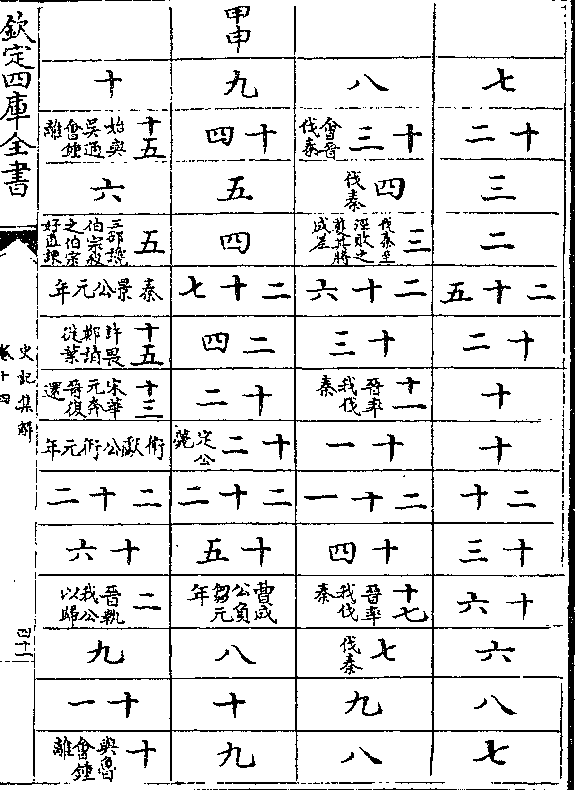 七
十二
三
二
二十五
十二
十
十
二十
十三
十六
六
八
七
八
十三 會晉伐秦
四 伐秦
三 伐秦至涇敗之獲其將成差
二十六
十三
十一 晉率我伐秦
十一
二十一
十四
十七 晉率我伐秦
七 伐秦
九
八
甲申
九
十四
五
四
二十七
二四
十二
十二 定公薨
二十二
十五
曹成公負芻元年
八
十
九
十
十五 始與吳通會鍾離
六
五 三郤讒伯宗殺之伯宗好直諫
秦景公元年
十五 許畏鄭請徙葉
十三 宋華元奔晉復還
衛獻公衎元年
二十二
十六
二 晉執我公以歸
九
十一
十 與魯會鍾離
欽定四庫全書
史記集解
卷十四